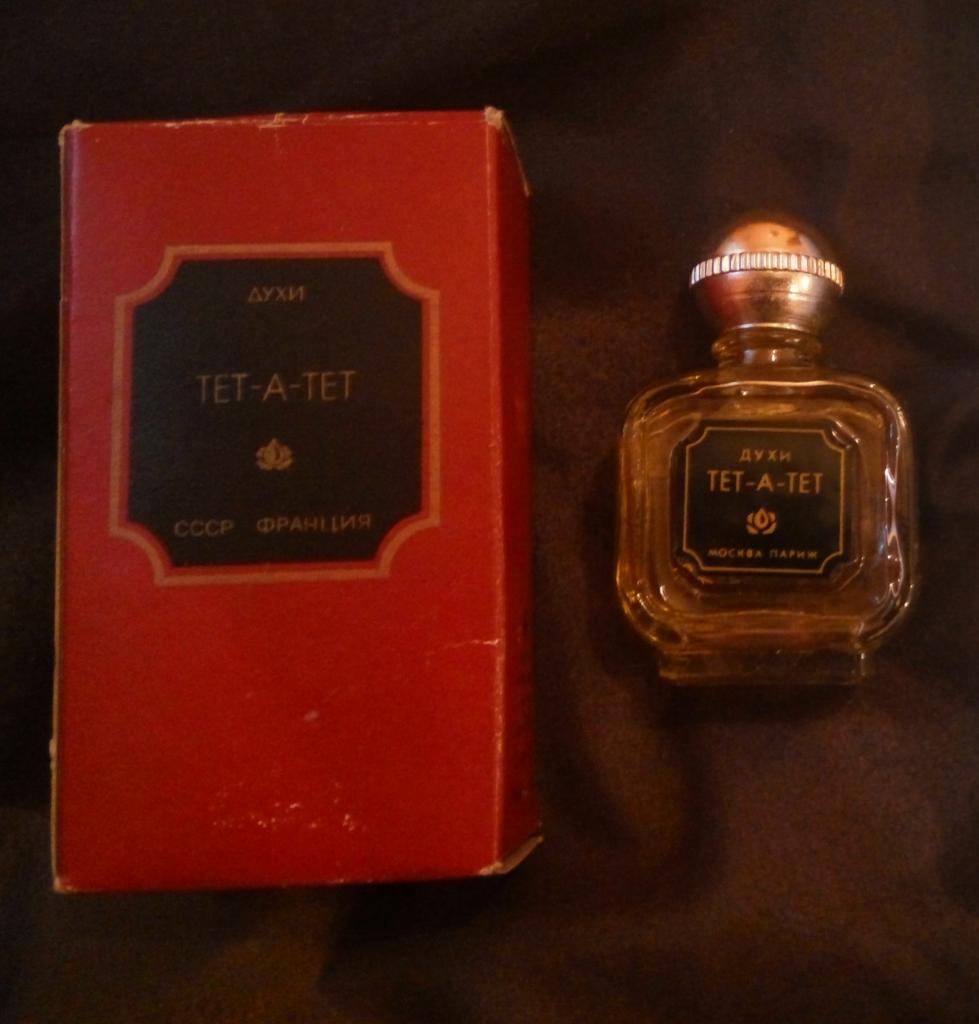 ДУХИ
ТЕТ-А-ТЕТ
СССР ФРАНЦИЯ
ДУХИ
ТЕТ-А-ТЕТ
МОСКВА ПАРИЖ